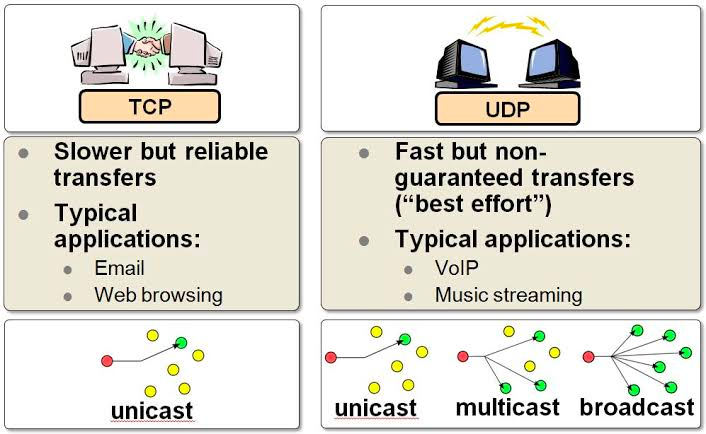 TCP
UDP
● Slower but reliable
transfers
● Typical
applications:
● Email
● Web browsing
● Fast but non-
guaranteed transfers
(“best effort”)
● Typical applications:
● VoIP
● Music streaming
unicast
unicast
multicast
broadcast